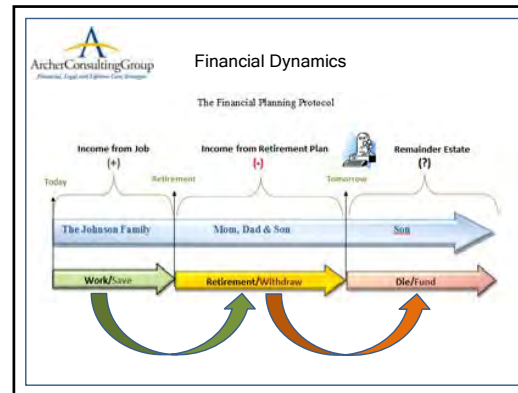 ArcherConsultingGroup
Financial, Legal and Lifetime Care Strategies
Financial Dynamics
The Financial Planning Protocol
Income from Job
(+)
Income from Retirement Plan
(-)
Remainder Estate
(?)
Today
Retirement
Tomorrow
The Johnson Family
Mom, Dad & Son
Son
Work/Save
Retirement/Withdraw
Die/Fund